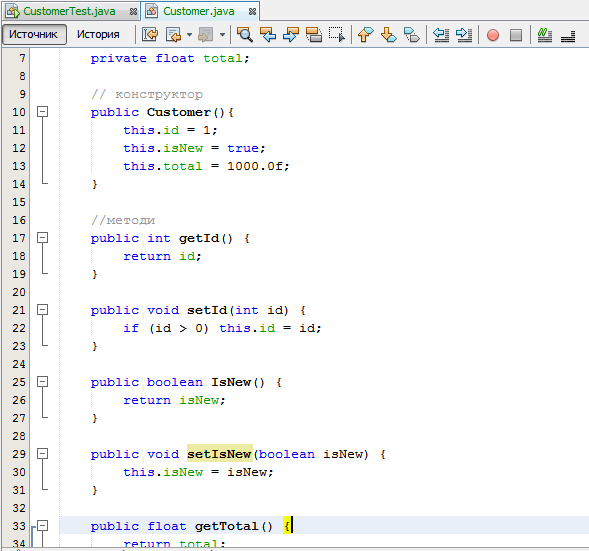 CustomerTest.java Customer.java
Источник История
7 private float total;
8
9 // конструктор
10 public Customer(){
11 this.id = 1;
12 this.isNew = true;
13 this.total = 1000.0f;
14 }
15
16 //методи
17 public int getId() {
18 return id;
19 }
20
21 public void setId(int id) {
22 if (id > 0) this.id = id;
23 }
24
25 public boolean IsNew() {
26 return isNew;
27 }
28
29 public void setIsNew(boolean isNew) {
30 this.isNew = isNew;
31 }
32
33 public float getTotal() {
34 return total;